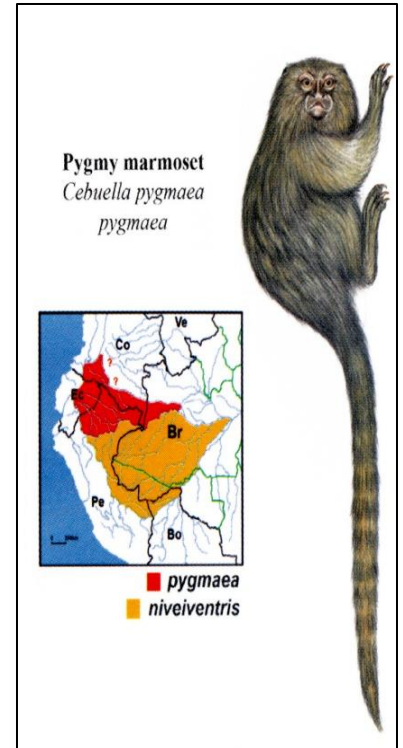 Pygmy marmoset
Cebuella pygmaea
pygmaea
Ve
Co
?
?
Ec
Br
Pe
Bo
pygmaea
niveiventris